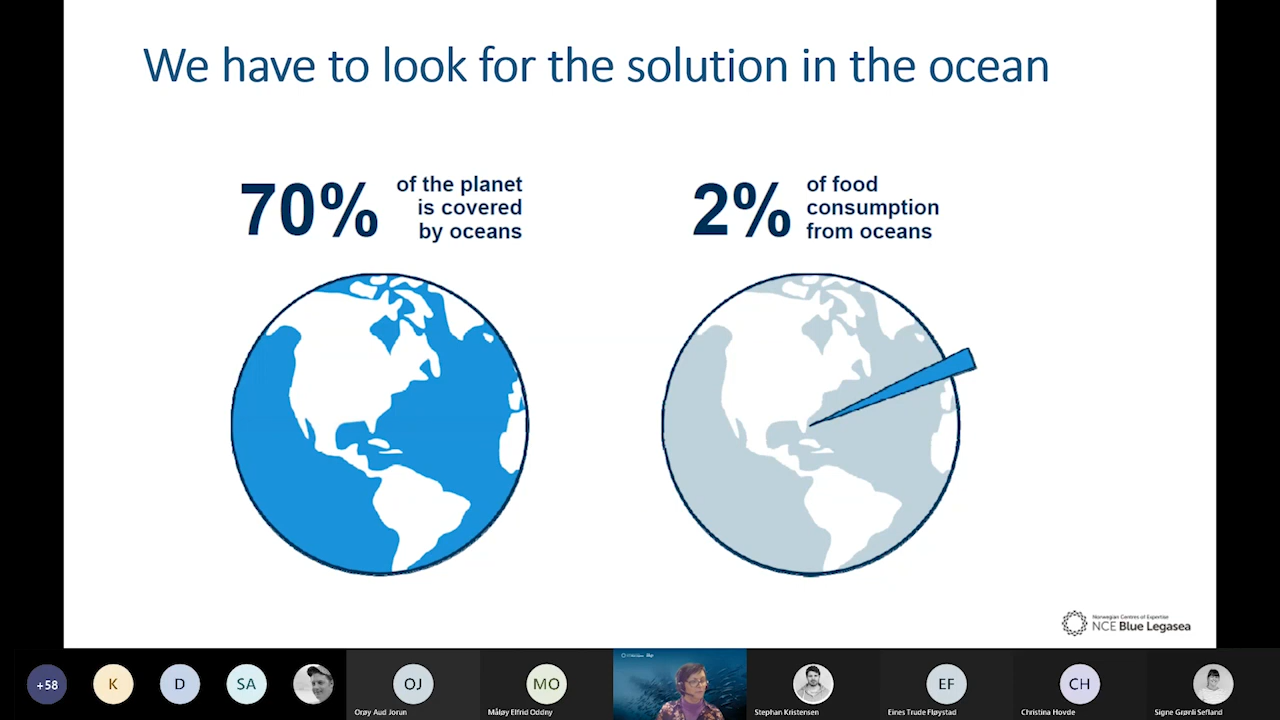 We have to look for the solution in the ocean
70%
of the planet
is covered
by oceans
2%
of food
consumption
from oceans
Norwegian Centres of Expertise
NCE Blue Legasea
+58
K
D
SA
OJ
Orøy Aud Jorun
MO
Måløy Elfrid Oddny
Stephan Kristensen
EF
Eines Trude Fløystad
CH
Christina Hovde
Signe Grønli Sefland